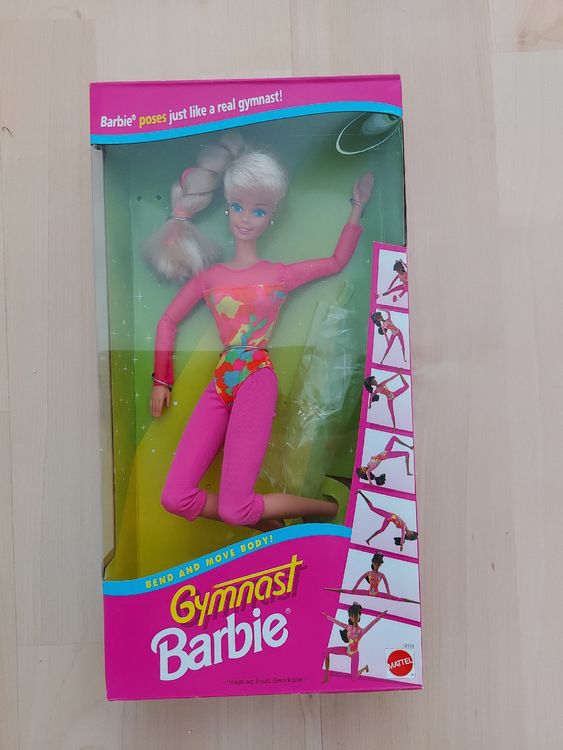 Barbie® poses just like a real gymnast!
BEND AND MOVE BODY!
Gymnast
Barbie®
MATTEL